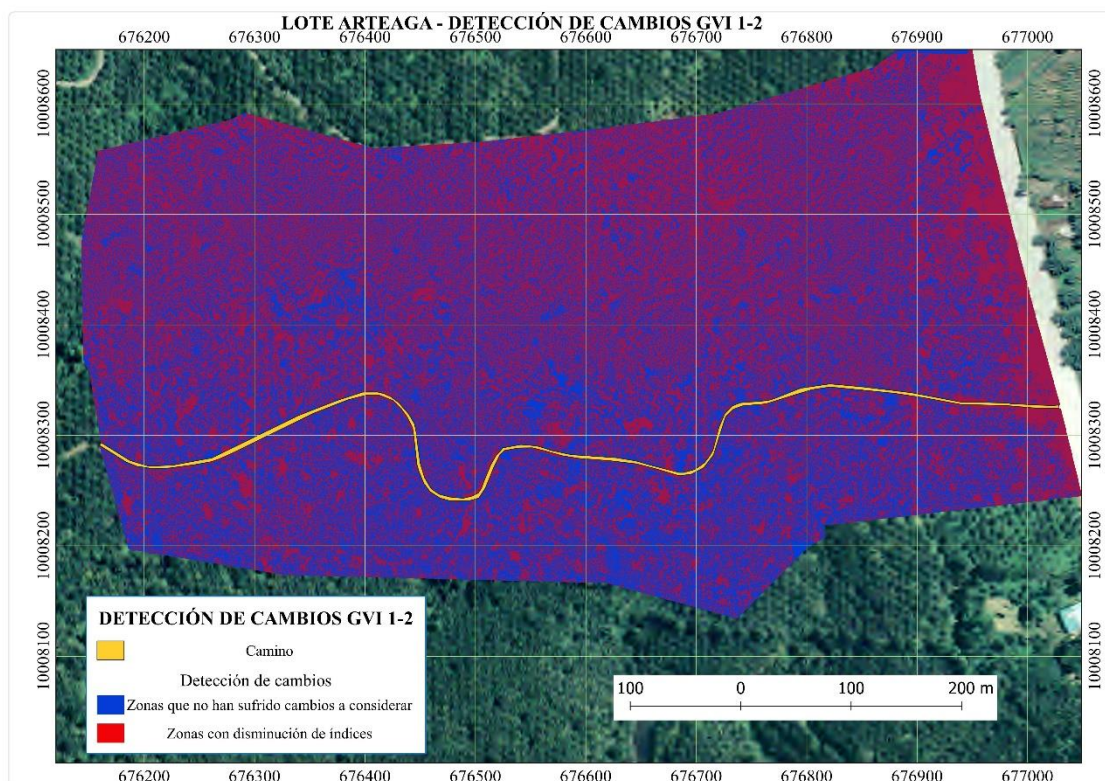 LOTE ARTEAGA - DETECCIÓN DE CAMBIOS GVI 1-2
676200 676300 676400 676500 676600 676700 676800 676900 677000
10008600 10008600
10008500 10008500
10008400 10008400
10008300 10008300
10008200 10008200
10008100 10008100
DETECCIÓN DE CAMBIOS GVI 1-2
Camino
Detección de cambios
Zonas que no han sufrido cambios a considerar
Zonas con disminución de índices
100 0 100 200 m
676200 676300 676400 676500 676600 676700 676800 676900 677000